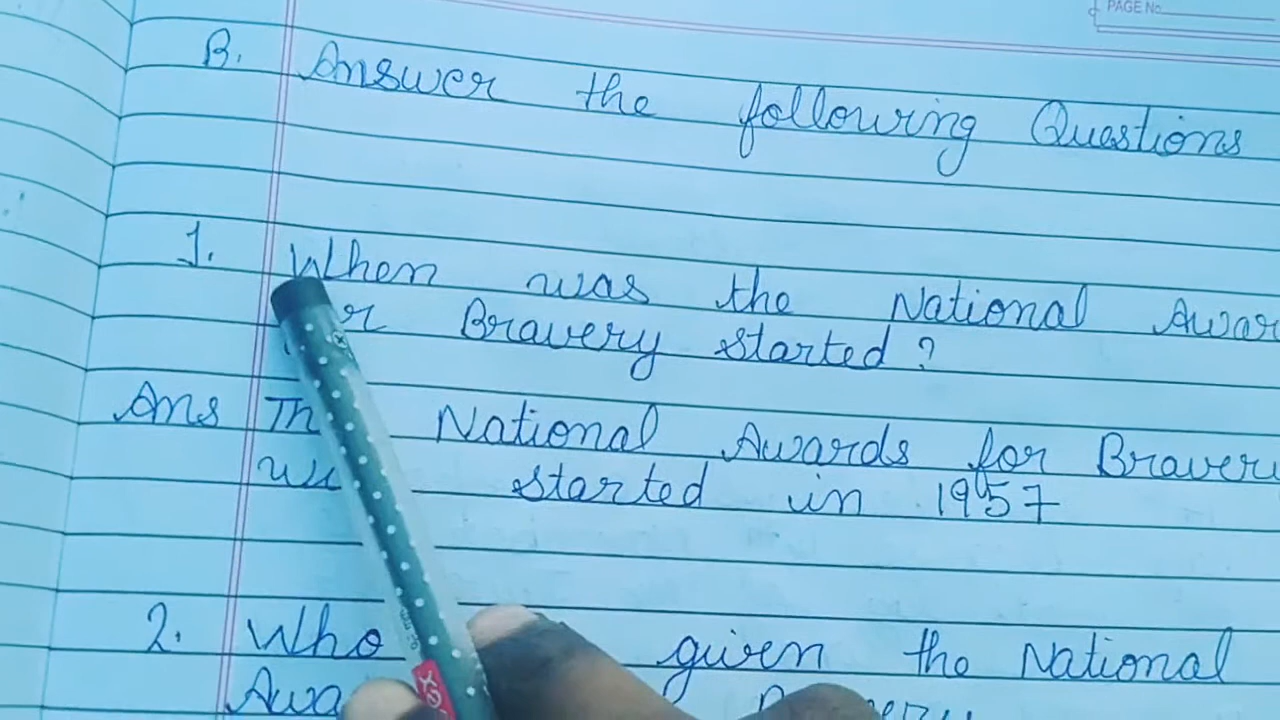 PAGE No.
B. Answer the following Questions
1. When was the National Awar
Bravery started?
Ans National Awards for Bravery
started in 1957
2. Who given the National